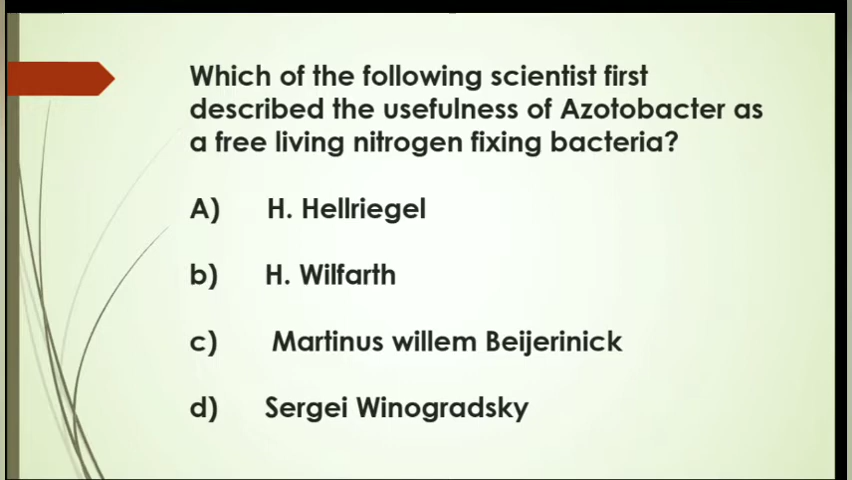 Which of the following scientist first
described the usefulness of Azotobacter as
a free living nitrogen fixing bacteria?
A) H. Hellriegel
b) H. Wilfarth
c) Martinus willem Beijerinick
d) Sergei Winogradsky